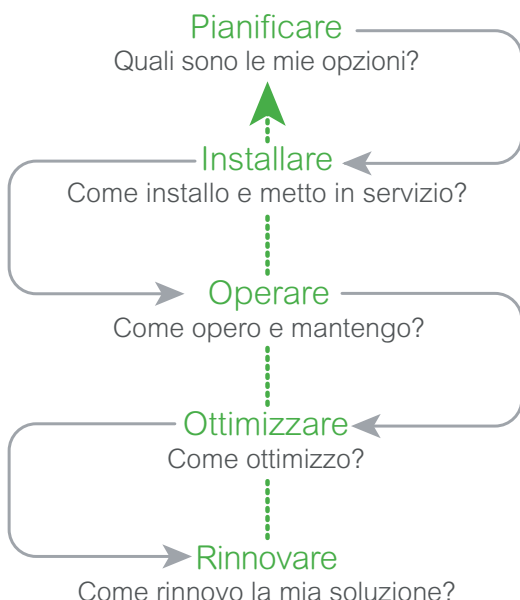 Pianificare
Quali sono le mie opzioni?
Installare
Come installo e metto in servizio?
Operare
Come opero e mantengo?
Ottimizzare
Come ottimizzo?
Rinnovare
Come rinnovo la mia soluzione?